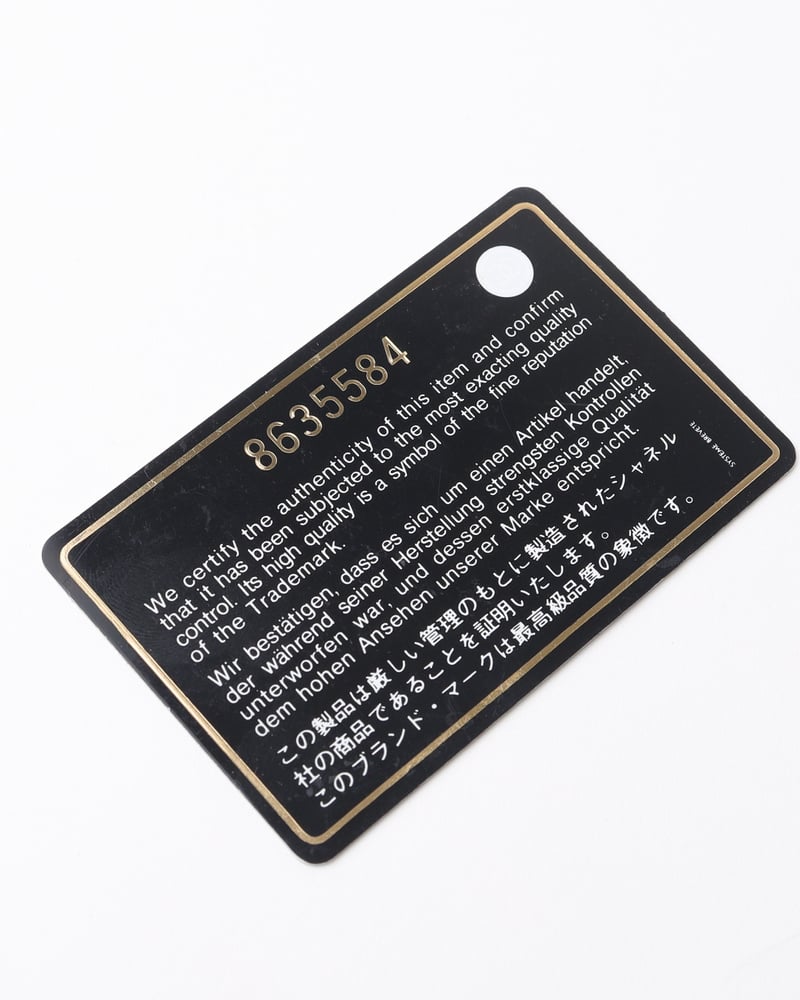 8635584
We certify the authenticity of this item and confirm
that it has been subjected to the most exacting quality
control. Its high quality is a symbol of the fine reputation
of the Trademark.
Wir bestätigen, dass es sich um einen Artikel handelt,
der während seiner Herstellung strengsten Kontrollen
unterworfen war, und dessen erstklassige Qualität
dem hohen Ansehen unserer Marke entspricht.
この製品は厳しい管理のもとに製造されたシャネル
社の商品であることを証明いたします。
このブランド・マークは最高級品質の象徴です。
SYSTEME BREVETE